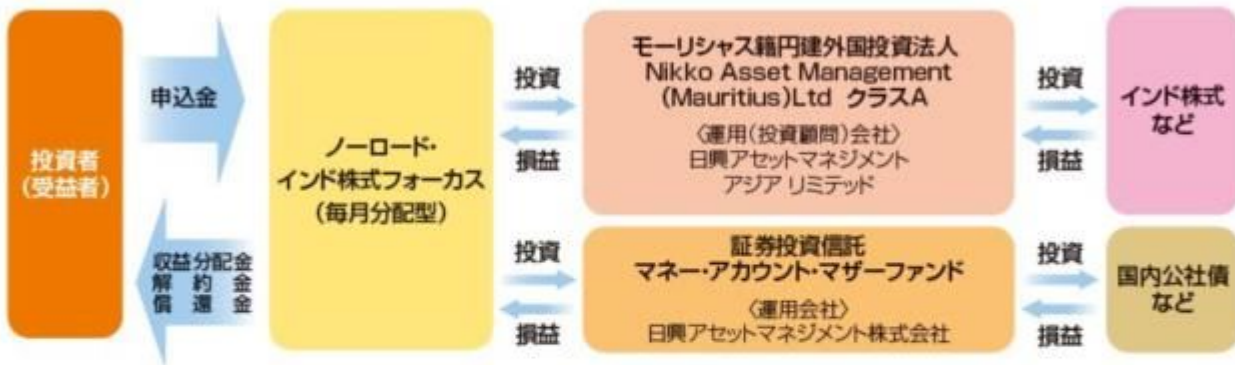 投資者
(受益者)
申込金
収益分配金
解約金
償還金
ノーロード・
インド株式フォーカス
(毎月分配型)
投資
損益
モーリシャス籍円建外国投資法人
Nikko Asset Management
(Mauritius)Ltd クラスA
〈運用(投資顧問)会社〉
日興アセットマネジメント
アジア リミテッド
投資
損益
インド株式
など
投資
損益
証券投資信託
マネー・アカウント・マザーファンド
〈運用会社〉
日興アセットマネジメント株式会社
投資
損益
国内公社債
など